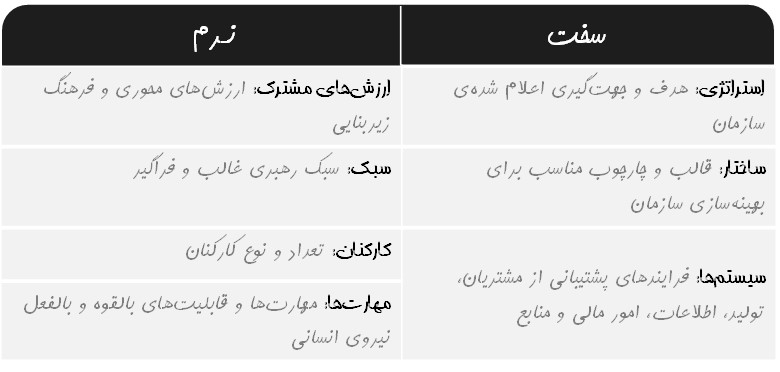 سخت
نرم
استراتژی: هدف و جهت‌گیری اعلام شده‌ی
سازمان
ارزش‌های مشترک: ارزش‌های محوری و فرهنگ
زیربنایی
ساختار: قالب و چارچوب مناسب برای
بهینه‌سازی سازمان
سبک: سبک رهبری غالب و فراگیر
سیستم‌ها: فرایندهای پشتیبانی از مشتریان،
تولید، اطلاعات، امور مالی و منابع
کارکنان: تعداد و نوع کارکنان
مهارت‌ها: مهارت‌ها و قابلیت‌های بالقوه و بالفعل
نیروی انسانی